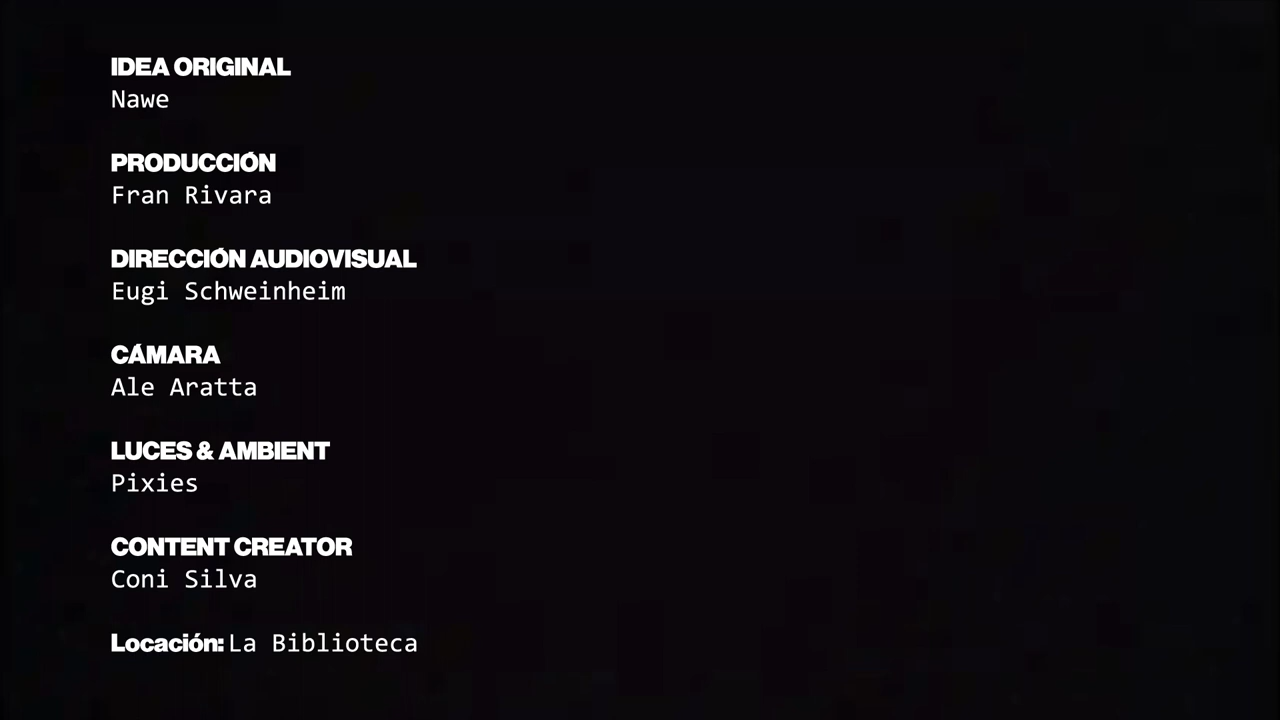 IDEA ORIGINAL
Nawe
PRODUCCIÓN
Fran Rivara
DIRECCIÓN AUDIOVISUAL
Eugi Schweinheim
CÁMARA
Ale Aratta
LUCES & AMBIENT
Pixies
CONTENT CREATOR
Coni Silva
Locación: La Biblioteca